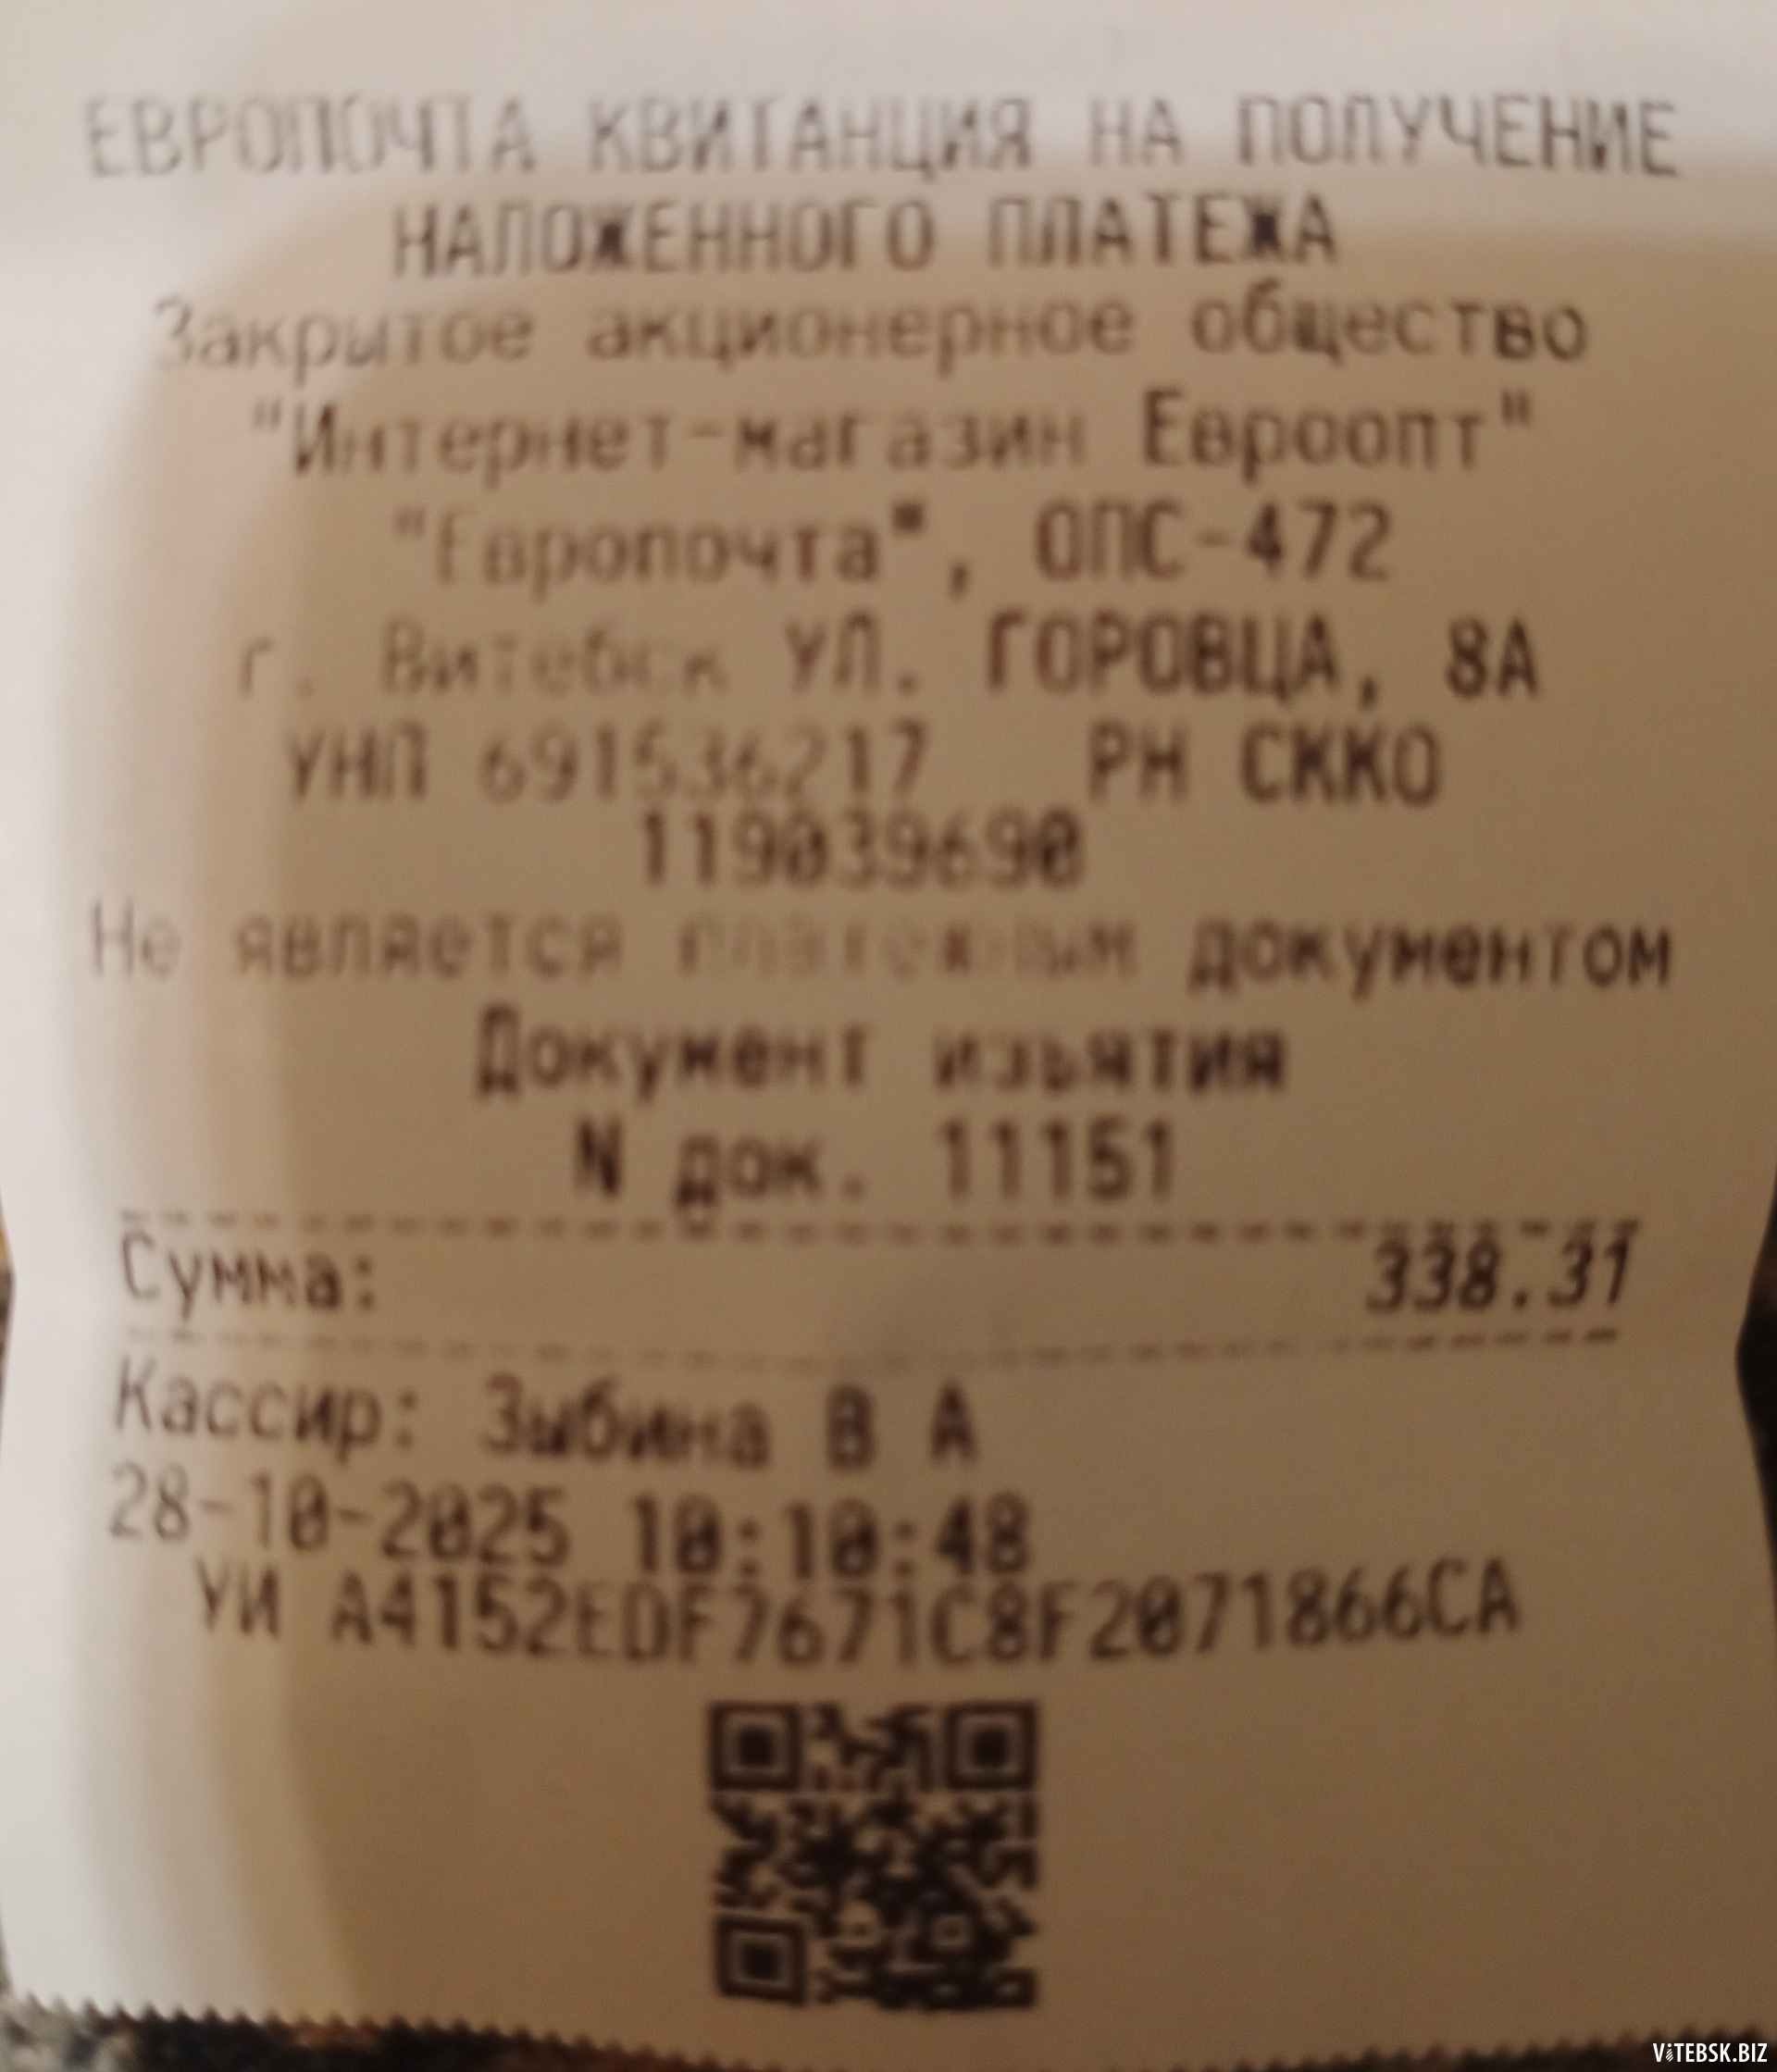 ЕВРОПОЧТА КВИТАНЦИЯ НА ПОЛУЧЕНИЕ
НАЛОЖЕННОГО ПЛАТЕЖА
Закрытое акционерное общество
"Интернет-магазин Евроопт"
"Европочта", ОПС-472
г. Витебск УЛ. ГОРОВЦА, 8А
УНП 691536217 РН СККО
119039690
Не является платежным документом
Документ изъятия
N док. 11151
Сумма: 338.31
Кассир: Зыбина В А
28-10-2025 10:10:48
УИ A4152EDF7671C8F2071866CA
VITEBSK.BIZ